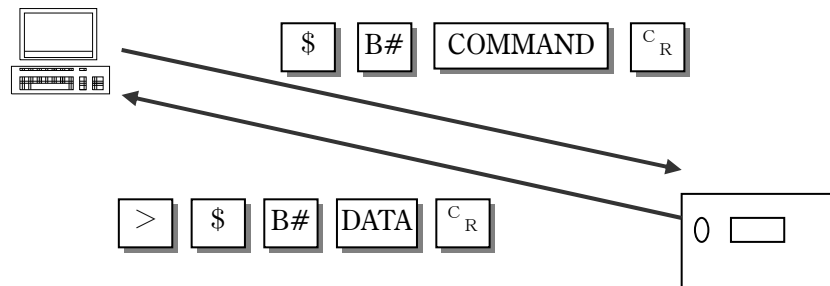 $ B# COMMAND CR
> $ B# DATA CR